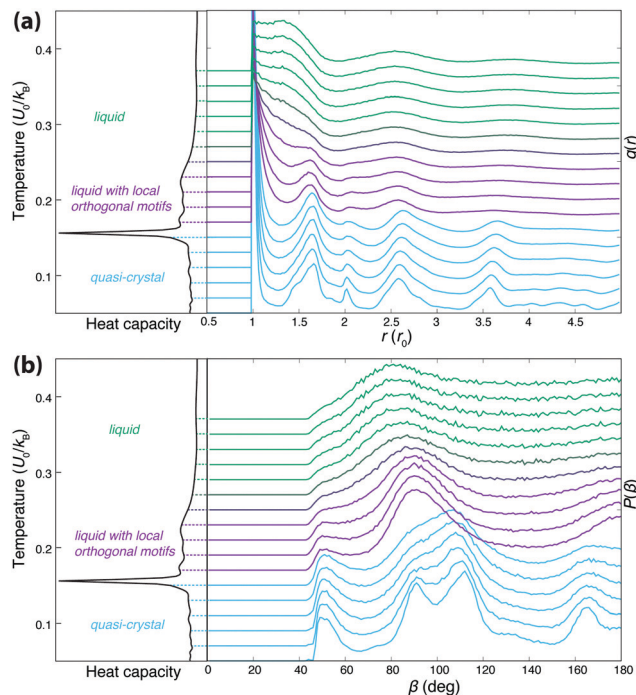 (a)
0.4
0.3
0.2
0.1
Temperature (U₀/k_B)
liquid
liquid with local
orthogonal motifs
quasi-crystal
Heat capacity
0.5 1 1.5 2 2.5 3 3.5 4 4.5
r (r₀)
g(r)
(b)
0.4
0.3
0.2
0.1
Temperature (U₀/k_B)
liquid
liquid with local
orthogonal motifs
quasi-crystal
Heat capacity
0 20 40 60 80 100 120 140 160 180
β (deg)
P(β)